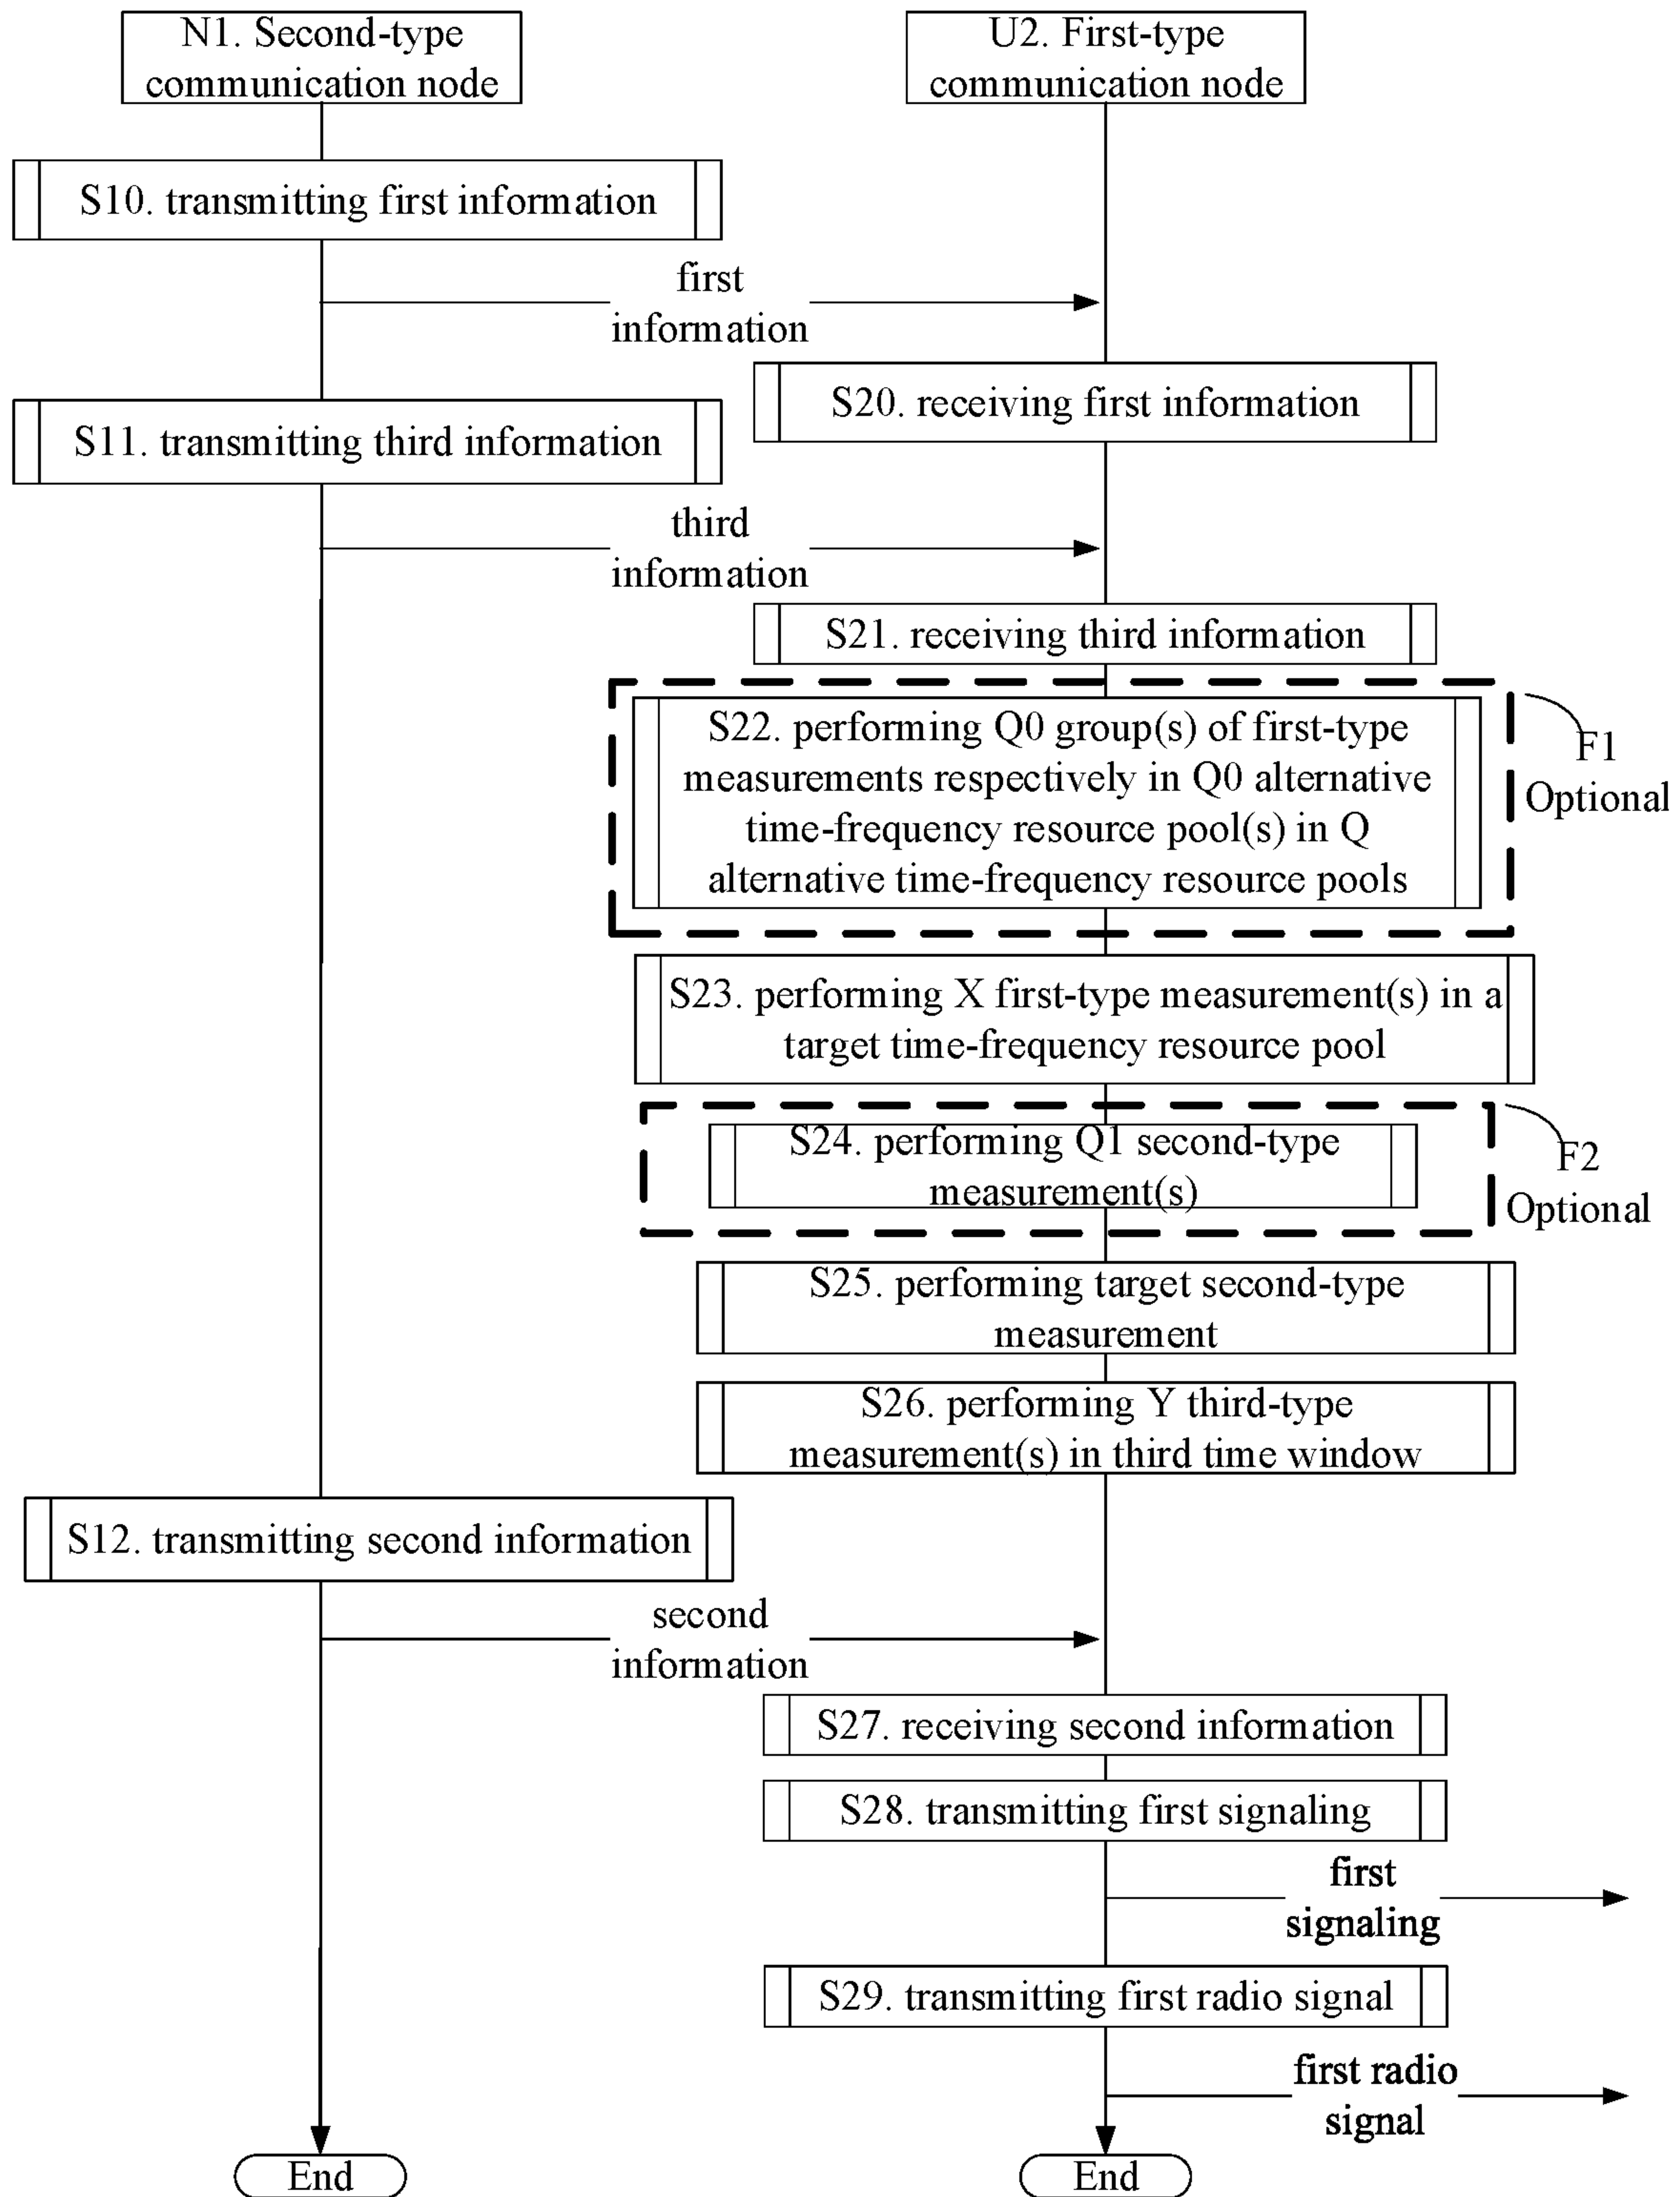 N1. Second-type
communication node
U2. First-type
communication node
S10. transmitting first information
first
information
S20. receiving first information
S11. transmitting third information
third
information
S21. receiving third information
S22. performing Q0 group(s) of first-type
measurements respectively in Q0 alternative
time-frequency resource pool(s) in Q
alternative time-frequency resource pools
F1
Optional
S23. performing X first-type measurement(s) in a
target time-frequency resource pool
S24. performing Q1 second-type
measurement(s)
F2
Optional
S25. performing target second-type
measurement
S26. performing Y third-type
measurement(s) in third time window
S12. transmitting second information
second
information
S27. receiving second information
S28. transmitting first signaling
first
signaling
S29. transmitting first radio signal
first radio
signal
End
End